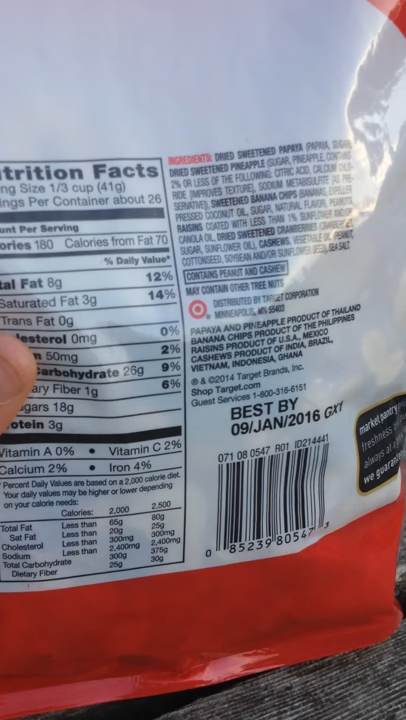 trition Facts
ng Size 1/3 cup (41g)
ings Per Container about 26
unt Per Serving
ories 180 Calories from Fat 70
% Daily Value*
tal Fat 8g 12%
Saturated Fat 3g 14%
Trans Fat 0g
lesterol 0mg 0%
m 50mg 2%
Carbohydrate 26g 9%
ary Fiber 1g 6%
ugars 18g
otein 3g
Vitamin A 0% • Vitamin C 2%
Calcium 2% • Iron 4%
Percent Daily Values are based on a 2,000 calorie diet.
Your daily values may be higher or lower depending
on your calorie needs:
Calories: 2,000 2,500
Total Fat Less than 65g 80g
Sat Fat Less than 20g 25g
Cholesterol Less than 300mg 300mg
Sodium Less than 2,400mg 2,400mg
Total Carbohydrate 300g 375g
Dietary Fiber 25g 30g
INGREDIENTS: DRIED SWEETENED PAPAYA (PAPAYA, SUGAR,
DRIED SWEETENED PINEAPPLE (SUGAR, PINEAPPLE, CONTAINS
2% OR LESS OF THE FOLLOWING: CITRIC ACID, CALCIUM CHLO-
RIDE [IMPROVES TEXTURE], SODIUM METABISULFITE [PRE-
SERVATIVE]), SWEETENED BANANA CHIPS (BANANAS, EXPELLER
PRESSED COCONUT OIL, SUGAR, NATURAL FLAVOR), PEANUTS,
RAISINS COATED WITH LESS THAN 1% SUNFLOWER AND/OR
CANOLA OIL, DRIED SWEETENED CRANBERRIES (CRANBERRIES,
SUGAR, SUNFLOWER OIL), CASHEWS, VEGETABLE OIL (PEANUT,
COTTONSEED, SOYBEAN AND/OR SUNFLOWER SEED), SEA SALT.
CONTAINS PEANUT AND CASHEW
MAY CONTAIN OTHER TREE NUTS
DISTRIBUTED BY TARGET CORPORATION
MINNEAPOLIS, MN 55403
PAPAYA AND PINEAPPLE PRODUCT OF THAILAND
BANANA CHIPS PRODUCT OF THE PHILIPPINES
RAISINS PRODUCT OF U.S.A., MEXICO
CASHEWS PRODUCT OF INDIA, BRAZIL,
VIETNAM, INDONESIA, GHANA
® & ©2014 Target Brands, Inc.
Shop Target.com
Guest Services 1-800-316-6151
BEST BY
09/JAN/2016 GXT
071 08 0547 R01 ID214441
0 85239 80547 3
market pantry
freshness a
always at a
we guaran